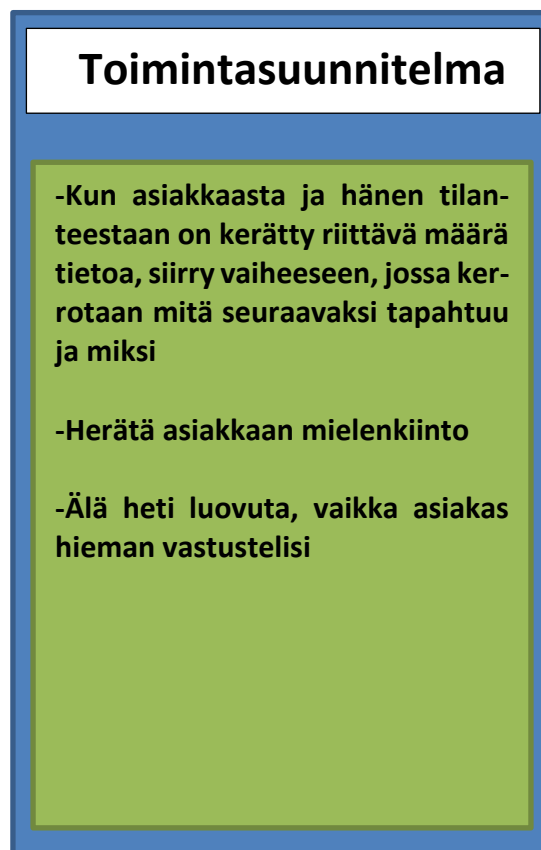 Toimintasuunnitelma
-Kun asiakkaasta ja hänen tilan-
teestaan on kerätty riittävä määrä
tietoa, siirry vaiheeseen, jossa ker-
rotaan mitä seuraavaksi tapahtuu
ja miksi
-Herätä asiakkaan mielenkiinto
-Älä heti luovuta, vaikka asiakas
hieman vastustelisi